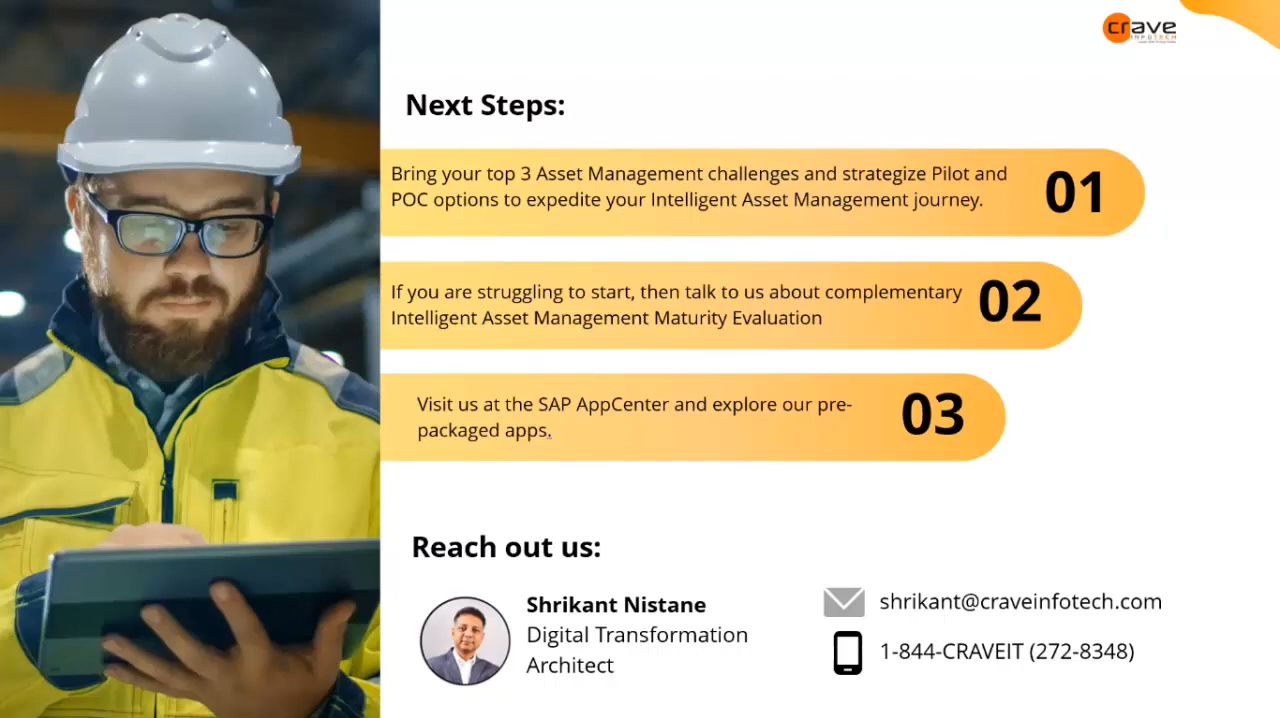 crave
INFOTECH
Next Steps:
Bring your top 3 Asset Management challenges and strategize Pilot and
POC options to expedite your Intelligent Asset Management journey.
01
If you are struggling to start, then talk to us about complementary
Intelligent Asset Management Maturity Evaluation
02
Visit us at the SAP AppCenter and explore our pre-
packaged apps.
03
Reach out us:
Shrikant Nistane
Digital Transformation
Architect
shrikant@craveinfotech.com
1-844-CRAVEIT (272-8348)